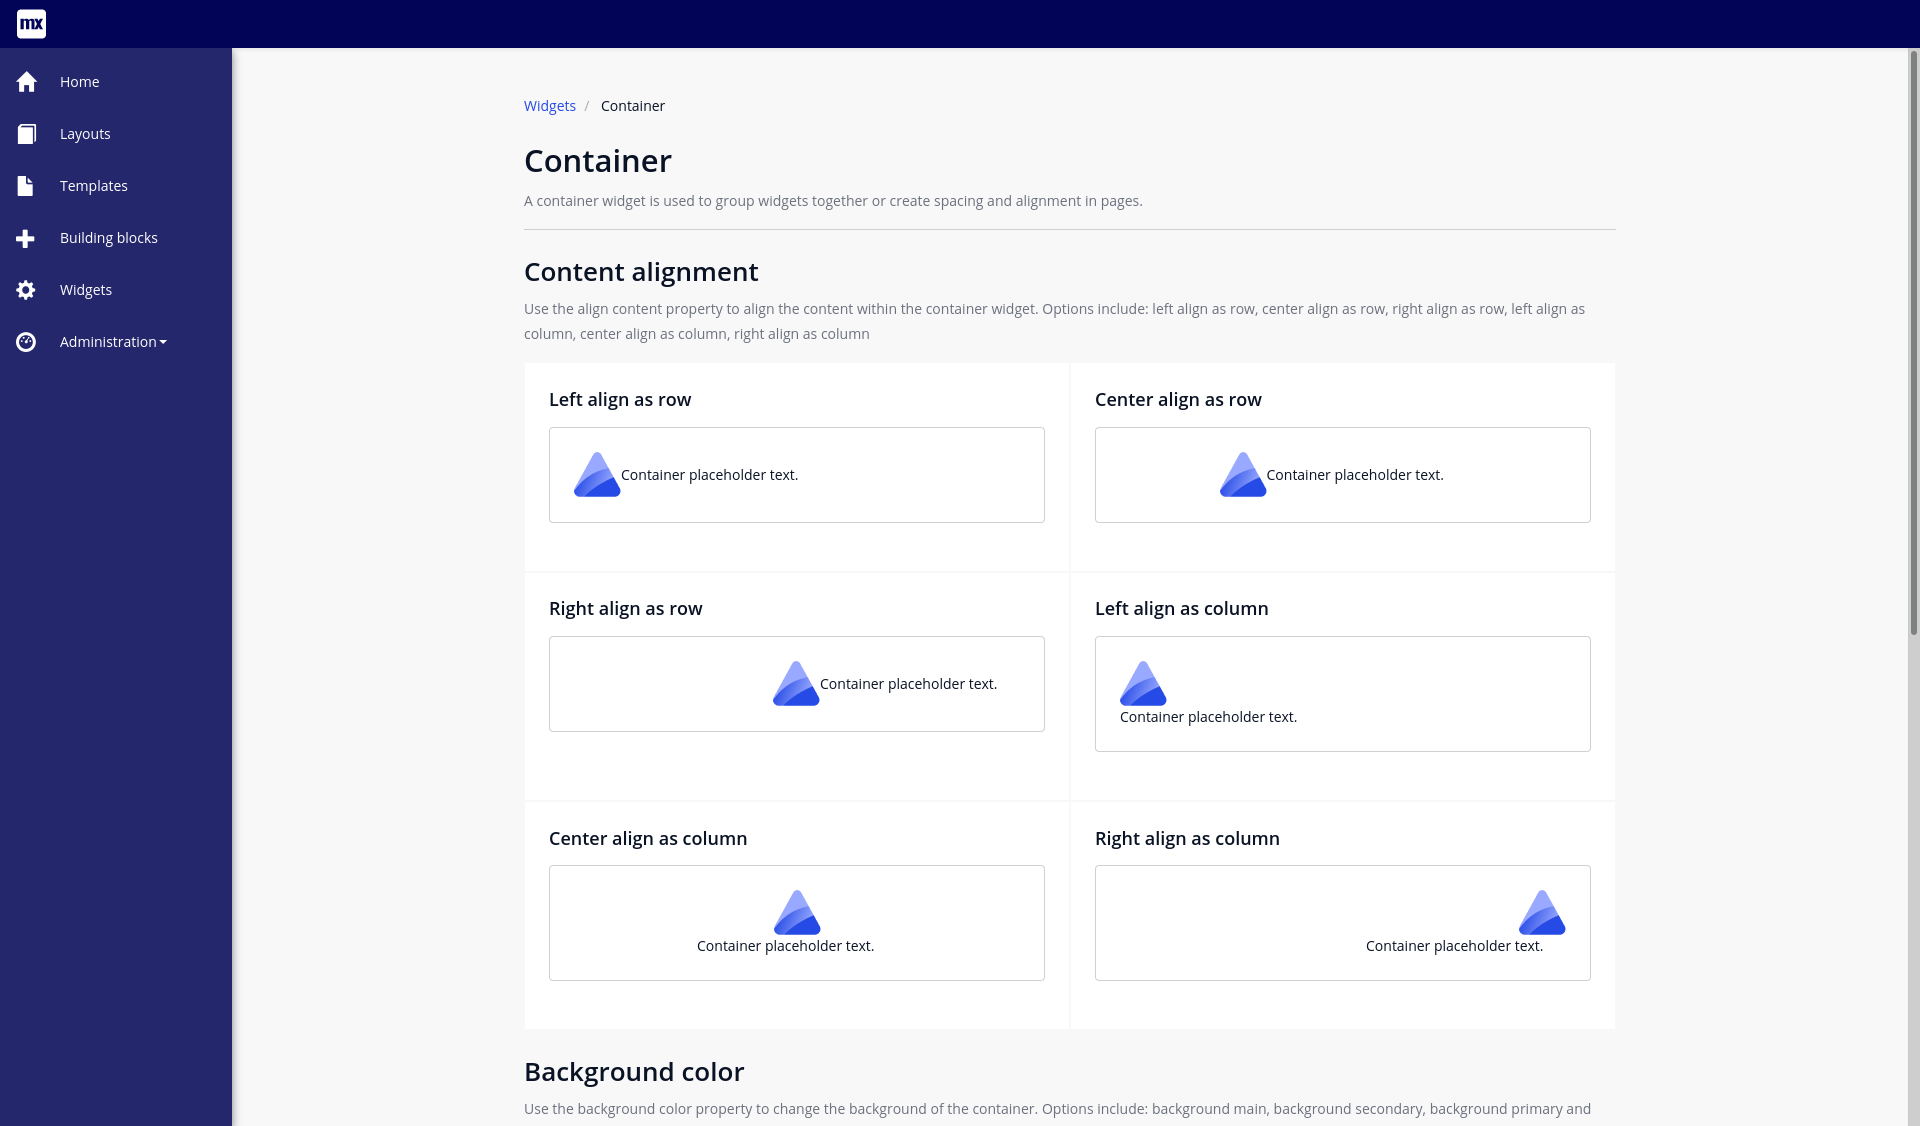 mx
Home
Layouts
Templates
Building blocks
Widgets
Administration
Widgets / Container
Container
A container widget is used to group widgets together or create spacing and alignment in pages.
Content alignment
Use the align content property to align the content within the container widget. Options include: left align as row, center align as row, right align as row, left align as
column, center align as column, right align as column
Left align as row
Container placeholder text.
Center align as row
Container placeholder text.
Right align as row
Container placeholder text.
Left align as column
Container placeholder text.
Center align as column
Container placeholder text.
Right align as column
Container placeholder text.
Background color
Use the background color property to change the background of the container. Options include: background main, background secondary, background primary and